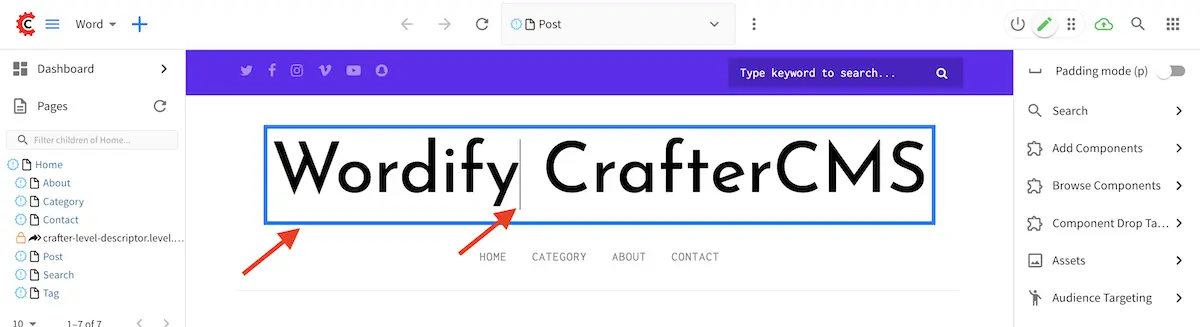 Word
Post
Dashboard
Pages
Filter children of Home...
Home
About
Category
Contact
crafter-level-descriptor.level....
Post
Search
Tag
10
1–7 of 7
Type keyword to search...
Wordify CrafterCMS
HOME CATEGORY ABOUT CONTACT
Padding mode (p)
Search
Add Components
Browse Components
Component Drop Ta...
Assets
Audience Targeting